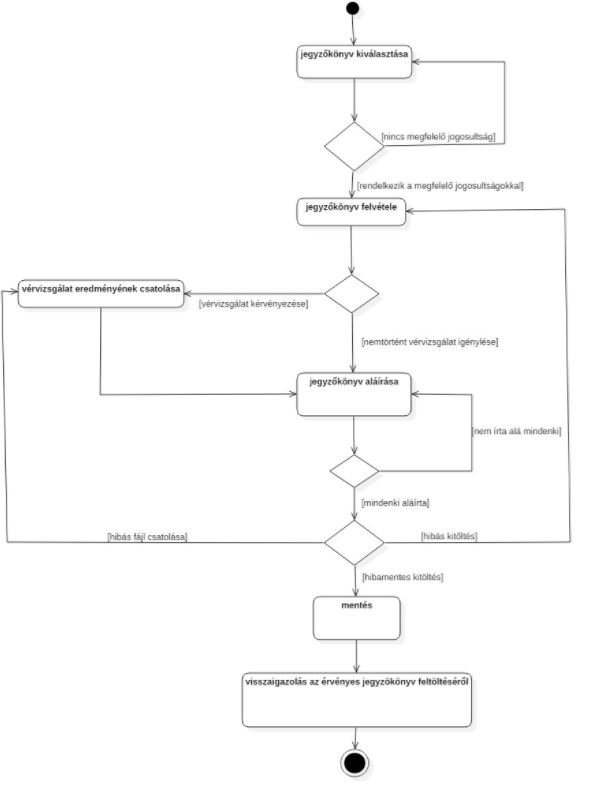 jegyzőkönyv kiválasztása
[nincs megfelelő jogosultság]
[rendelkezik a megfelelő jogosultságokkal]
jegyzőkönyv felvétele
vérvizsgálat eredményének csatolása
[vérvizsgálat kérvényezése]
[nemtörtént vérvizsgálat igénylése]
jegyzőkönyv aláírása
[nem írta alá mindenki]
[mindenki aláírta]
[hibás fájl csatolása]
[hibás kitöltés]
[hibamentes kitöltés]
mentés
visszaigazolás az érvényes jegyzökönyv feltöltéséről